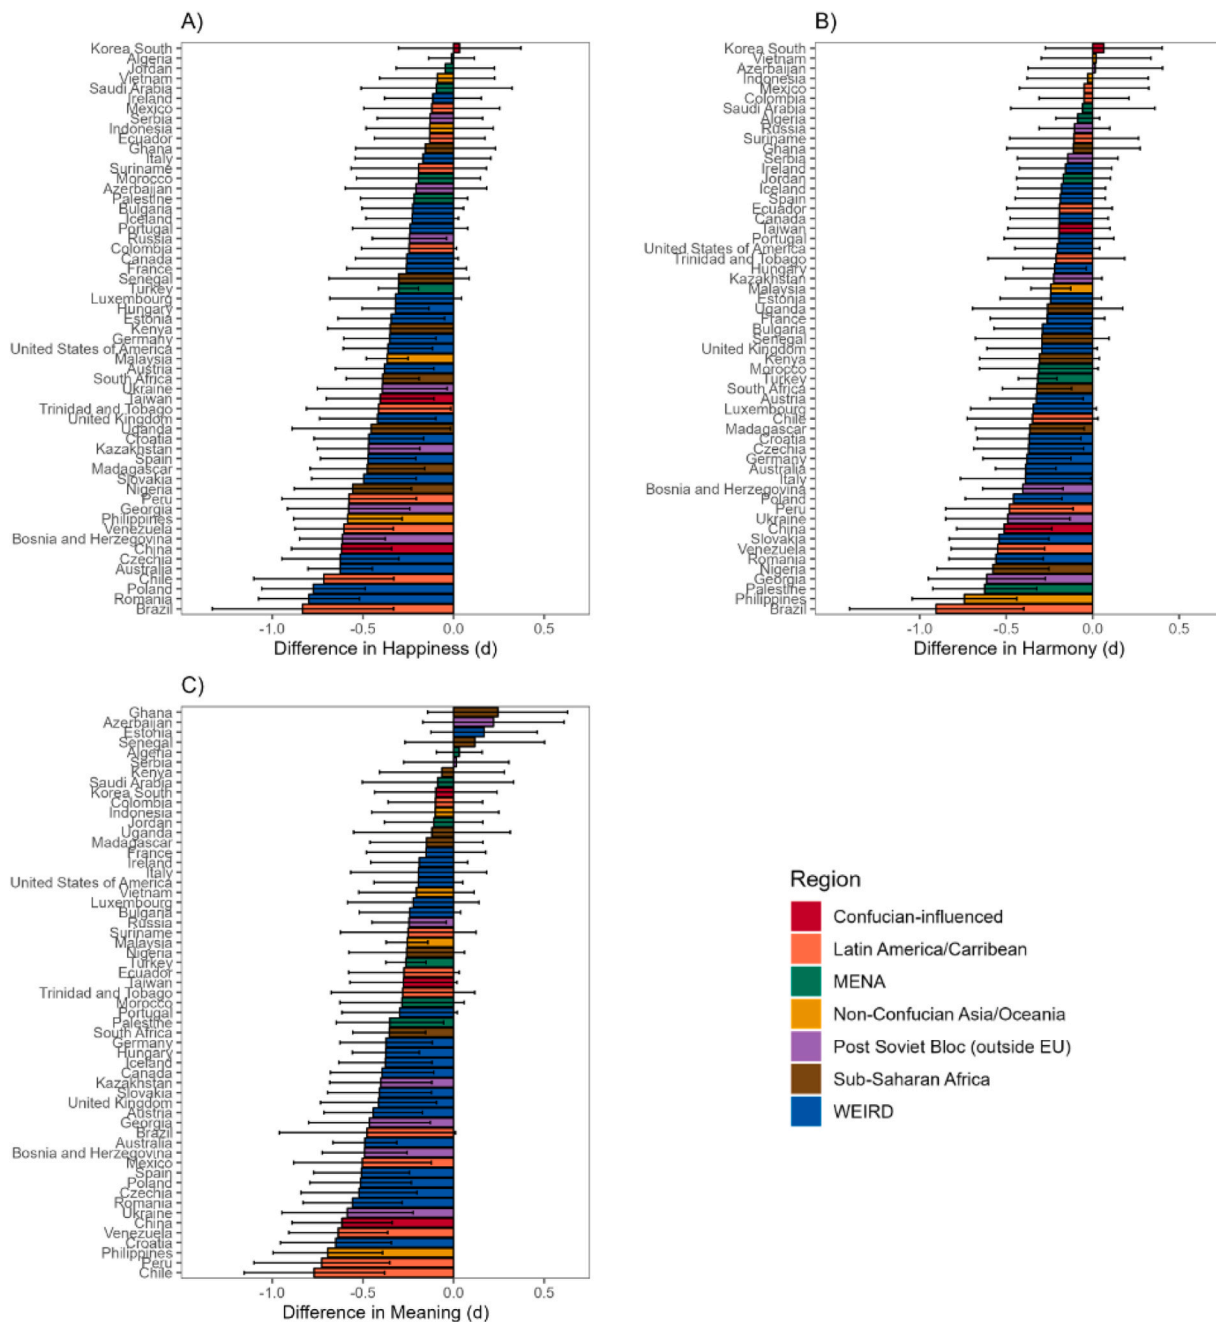 A)
Korea South
Algeria
Jordan
Vietnam
Saudi Arabia
Ireland
Mexico
Serbia
Indonesia
Ecuador
Ghana
Italy
Suriname
Morocco
Azerbaijan
Palestine
Bulgaria
Iceland
Portugal
Russia
Colombia
Canada
France
Senegal
Turkey
Luxembourg
Hungary
Estonia
Kenya
Germany
United States of America
Malaysia
Austria
South Africa
Ukraine
Taiwan
Trinidad and Tobago
United Kingdom
Uganda
Croatia
Kazakhstan
Spain
Madagascar
Slovakia
Nigeria
Peru
Georgia
Philippines
Venezuela
Bosnia and Herzegovina
China
Czechia
Australia
Chile
Poland
Romania
Brazil
-1.0 -0.5 0.0 0.5
Difference in Happiness (d)
B)
Korea South
Vietnam
Azerbaijan
Indonesia
Mexico
Colombia
Saudi Arabia
Algeria
Russia
Suriname
Ghana
Serbia
Ireland
Jordan
Iceland
Spain
Ecuador
Canada
Taiwan
Portugal
United States of America
Trinidad and Tobago
Hungary
Kazakhstan
Malaysia
Estonia
Uganda
France
Bulgaria
Senegal
United Kingdom
Kenya
Morocco
Turkey
South Africa
Austria
Luxembourg
Chile
Madagascar
Croatia
Czechia
Germany
Australia
Italy
Bosnia and Herzegovina
Poland
Peru
Ukraine
China
Slovakia
Venezuela
Romania
Nigeria
Georgia
Palestine
Philippines
Brazil
-1.0 -0.5 0.0 0.5
Difference in Harmony (d)
C)
Ghana
Azerbaijan
Estonia
Senegal
Algeria
Serbia
Kenya
Saudi Arabia
Korea South
Colombia
Indonesia
Jordan
Uganda
Madagascar
France
Ireland
Italy
United States of America
Vietnam
Luxembourg
Bulgaria
Russia
Suriname
Malaysia
Nigeria
Turkey
Ecuador
Taiwan
Trinidad and Tobago
Morocco
Portugal
Palestine
South Africa
Germany
Hungary
Iceland
Canada
Kazakhstan
Slovakia
United Kingdom
Austria
Georgia
Brazil
Australia
Bosnia and Herzegovina
Mexico
Spain
Poland
Czechia
Romania
Ukraine
China
Venezuela
Croatia
Philippines
Peru
Chile
-1.0 -0.5 0.0 0.5
Difference in Meaning (d)
Region
Confucian-influenced
Latin America/Carribean
MENA
Non-Confucian Asia/Oceania
Post Soviet Bloc (outside EU)
Sub-Saharan Africa
WEIRD